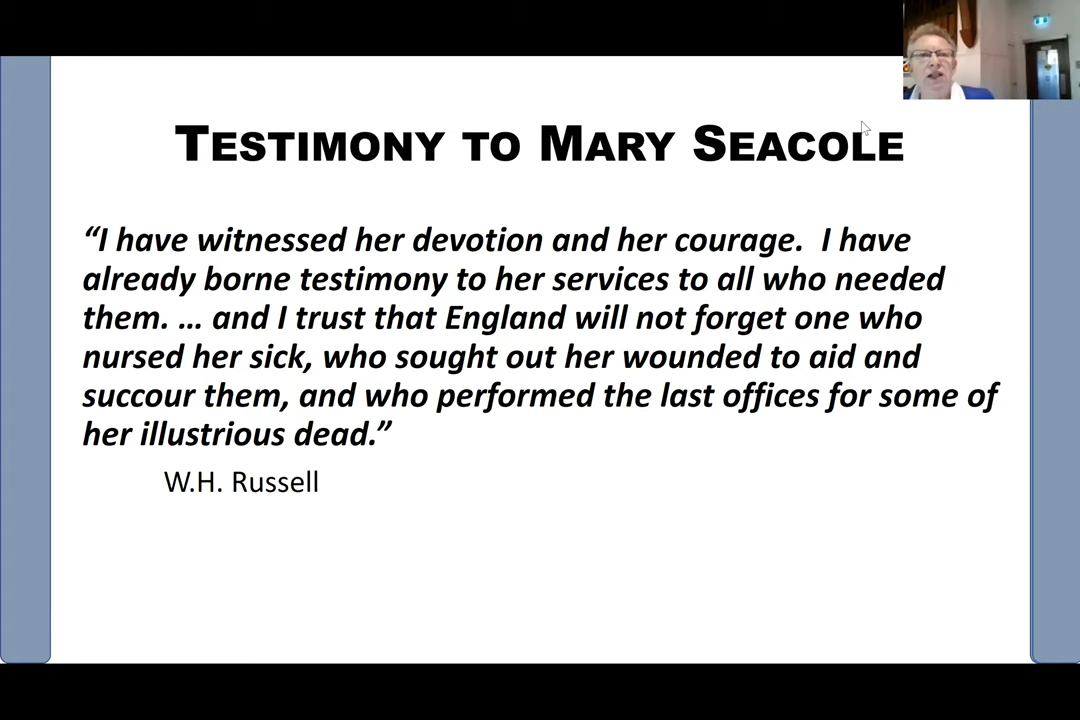 TESTIMONY TO MARY SEACOLE
“I have witnessed her devotion and her courage.  I have
already borne testimony to her services to all who needed
them. … and I trust that England will not forget one who
nursed her sick, who sought out her wounded to aid and
succour them, and who performed the last offices for some of
her illustrious dead.”
W.H. Russell